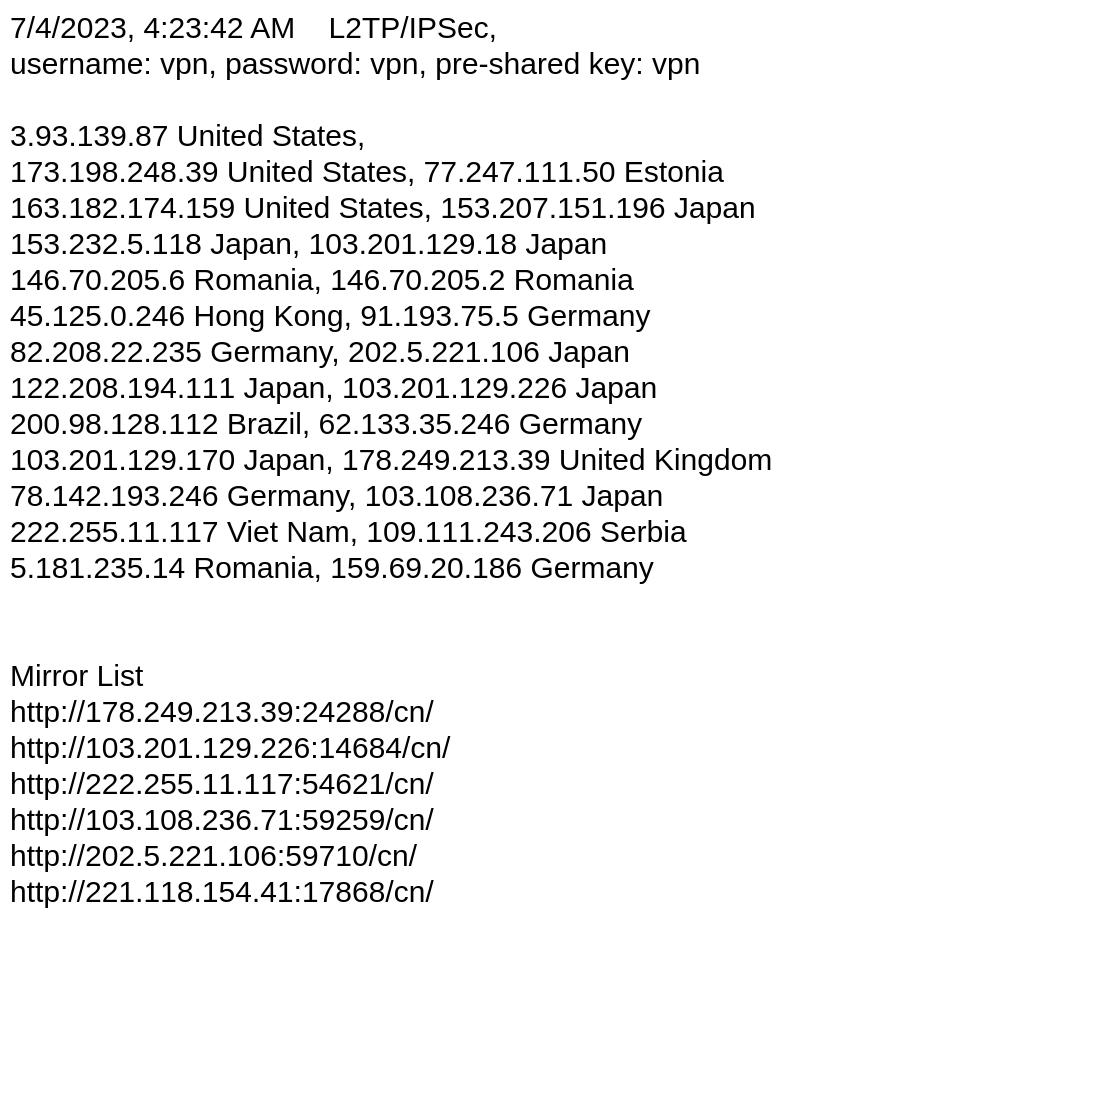 7/4/2023, 4:23:42 AM    L2TP/IPSec,
username: vpn, password: vpn, pre-shared key: vpn
3.93.139.87 United States,
173.198.248.39 United States, 77.247.111.50 Estonia
163.182.174.159 United States, 153.207.151.196 Japan
153.232.5.118 Japan, 103.201.129.18 Japan
146.70.205.6 Romania, 146.70.205.2 Romania
45.125.0.246 Hong Kong, 91.193.75.5 Germany
82.208.22.235 Germany, 202.5.221.106 Japan
122.208.194.111 Japan, 103.201.129.226 Japan
200.98.128.112 Brazil, 62.133.35.246 Germany
103.201.129.170 Japan, 178.249.213.39 United Kingdom
78.142.193.246 Germany, 103.108.236.71 Japan
222.255.11.117 Viet Nam, 109.111.243.206 Serbia
5.181.235.14 Romania, 159.69.20.186 Germany
Mirror List
http://178.249.213.39:24288/cn/
http://103.201.129.226:14684/cn/
http://222.255.11.117:54621/cn/
http://103.108.236.71:59259/cn/
http://202.5.221.106:59710/cn/
http://221.118.154.41:17868/cn/